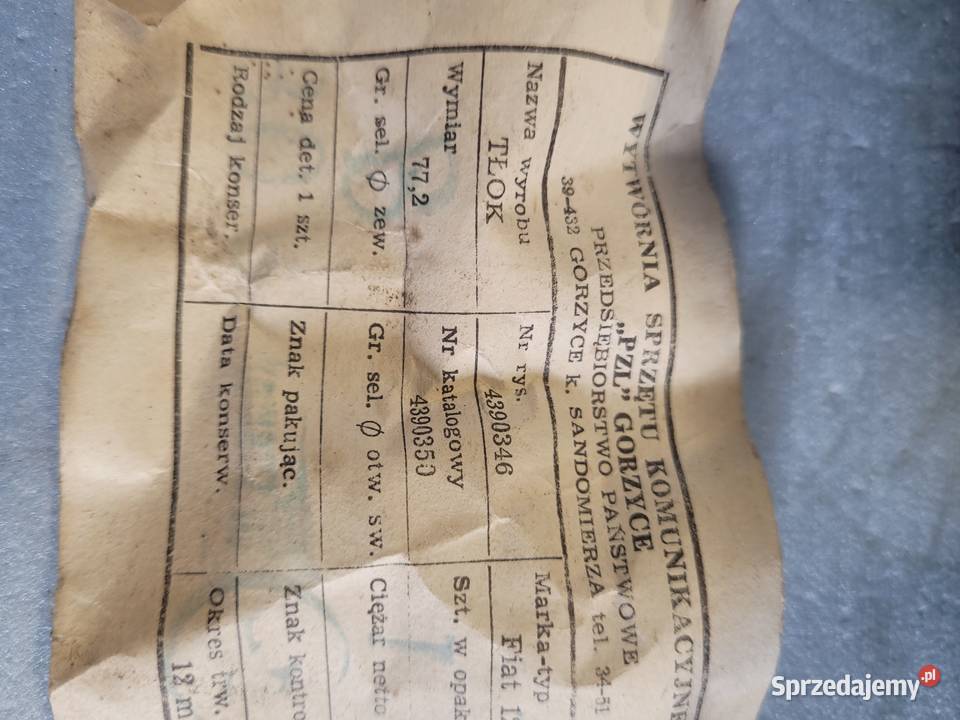 WYTWÓRNIA SPRZĘTU KOMUNIKACYJNE
„PZL” GORZYCE
PRZEDSIĘBIORSTWO PAŃSTWOWE
39-432 GORZYCE k. SANDOMIERZA tel. 34-51
Nazwa wyrobu
TŁOK
Nr rys.
4390346
Marka-typ
Fiat 12
Wymiar
77,2
Nr katalogowy
4390350
Szt. w opak
Gr. sel. Ø zew.
Gr. sel. Ø otw. sw.
Ciężar netto
Cena det. 1 szt.
Znak pakując.
Znak kontro
Rodzaj konser.
Data konserw.
Okres trw.
12 m
Sprzedajemy.pl